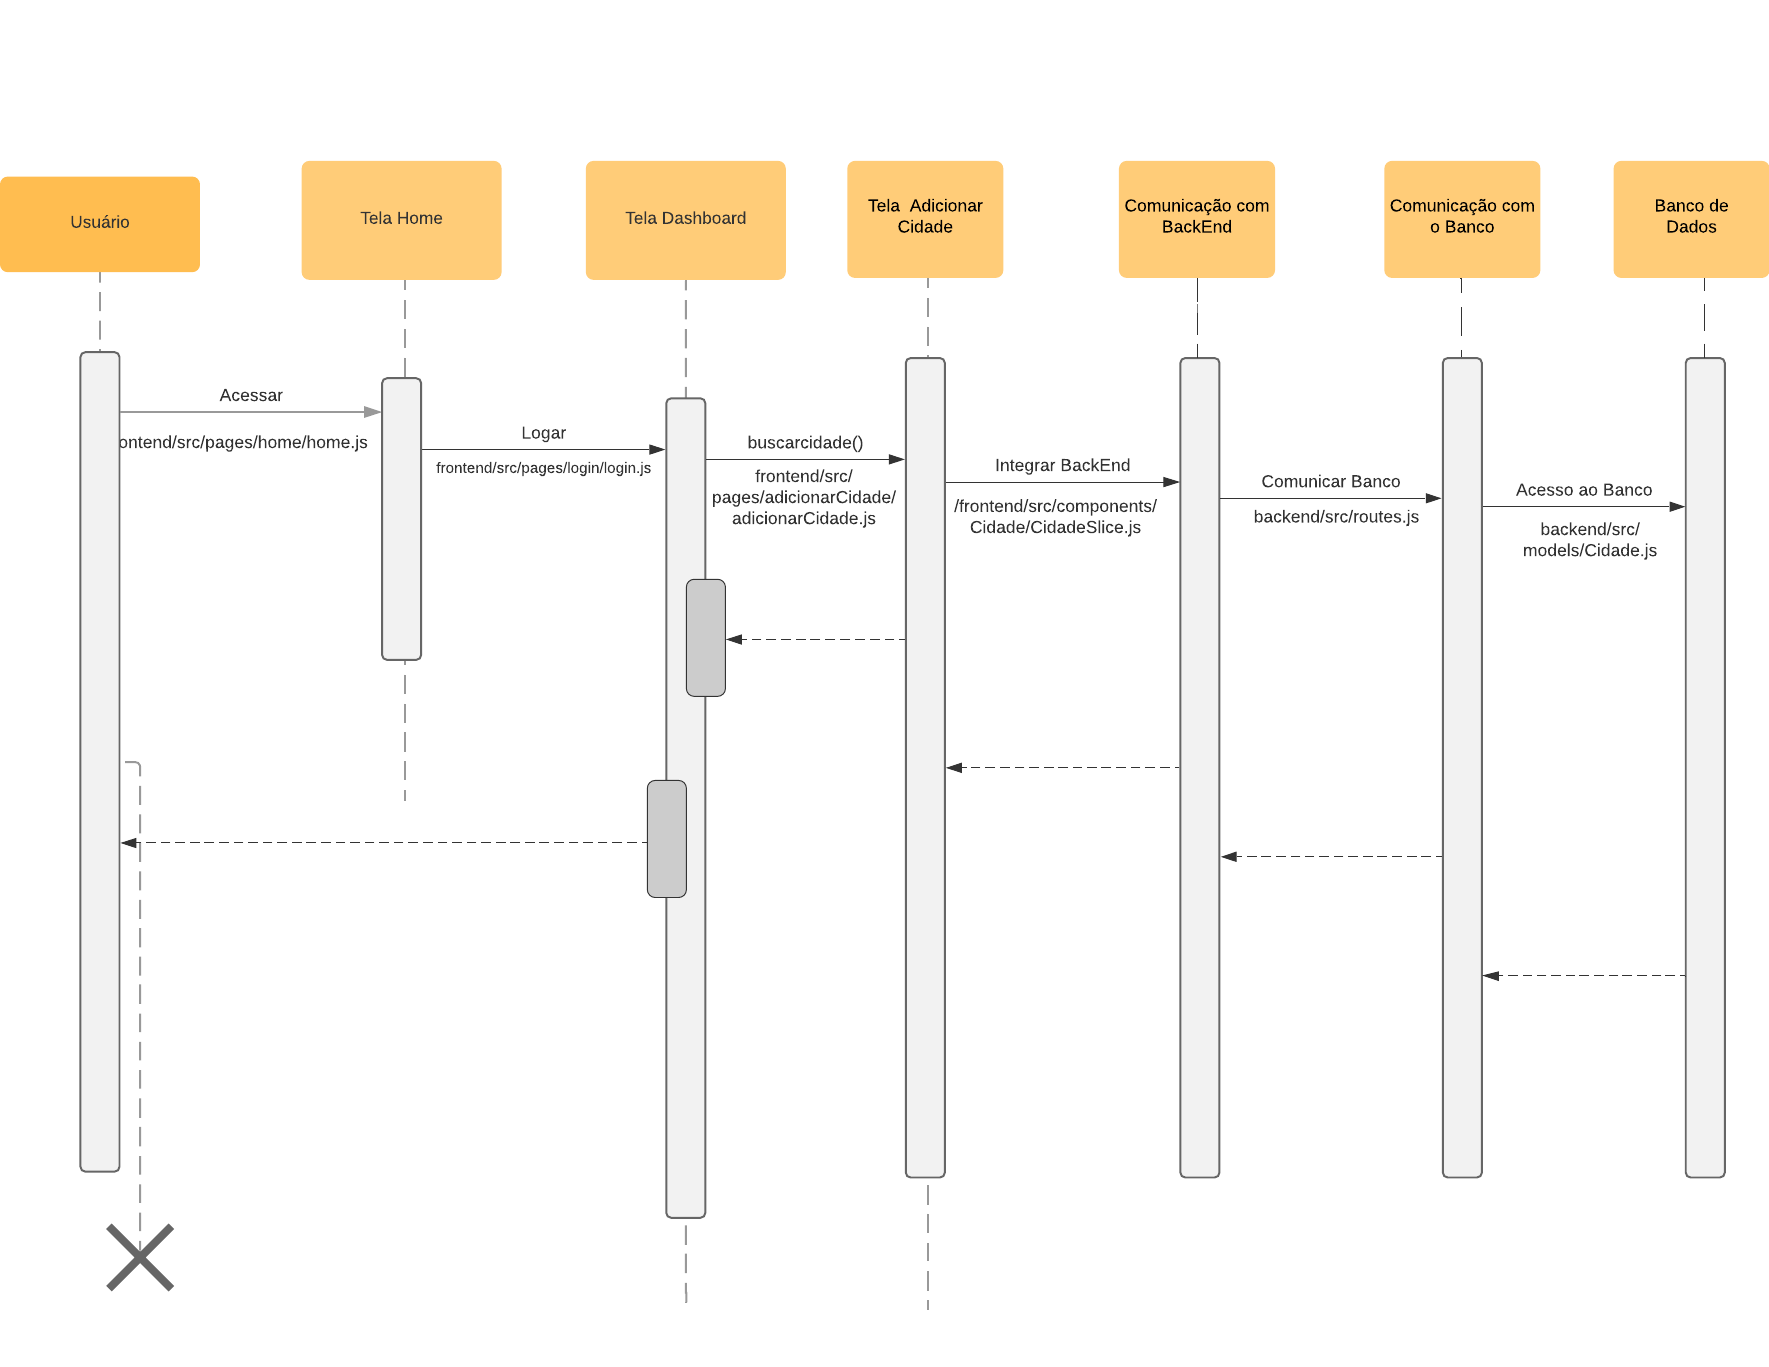 Usuário
Tela Home
Tela Dashboard
Tela Adicionar
Cidade
Comunicação com
BackEnd
Comunicação com
o Banco
Banco de
Dados
Acessar
ontend/src/pages/home/home.js
Logar
frontend/src/pages/login/login.js
buscarcidade()
frontend/src/
pages/adicionarCidade/
adicionarCidade.js
Integrar BackEnd
/frontend/src/components/
Cidade/CidadeSlice.js
Comunicar Banco
backend/src/routes.js
Acesso ao Banco
backend/src/
models/Cidade.js